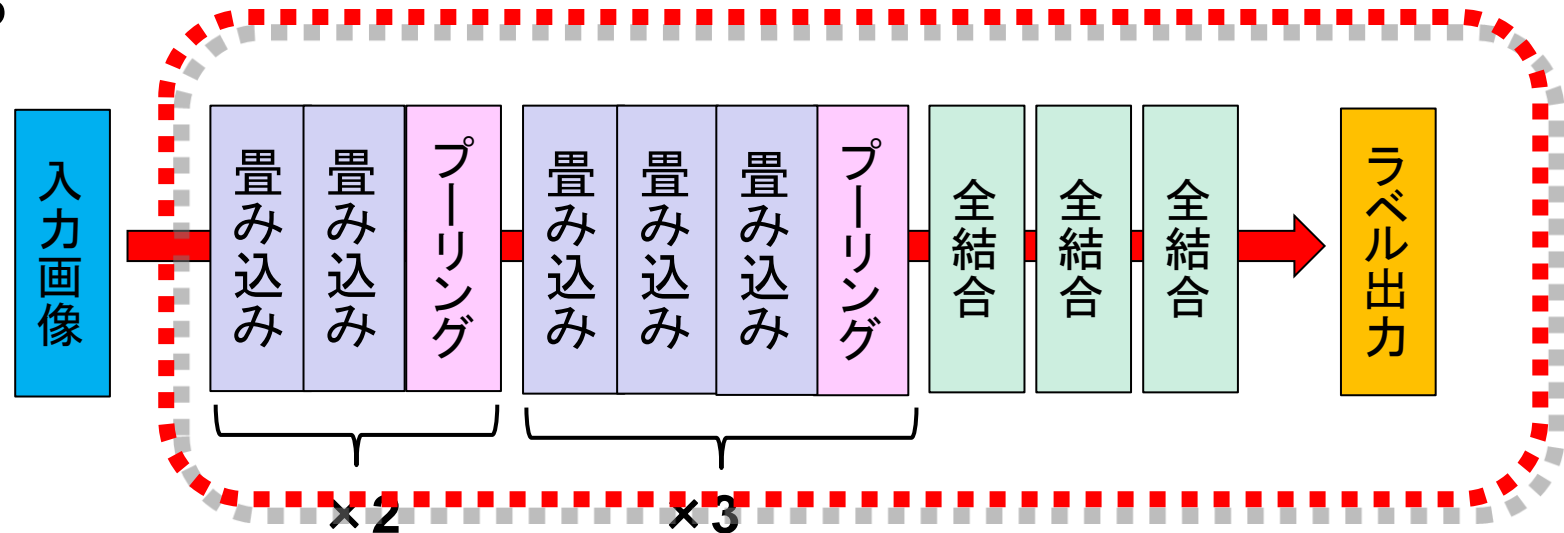 入力画像
畳み込み
畳み込み
プーリング
畳み込み
畳み込み
畳み込み
プーリング
全結合
全結合
全結合
ラベル出力
×2
×3